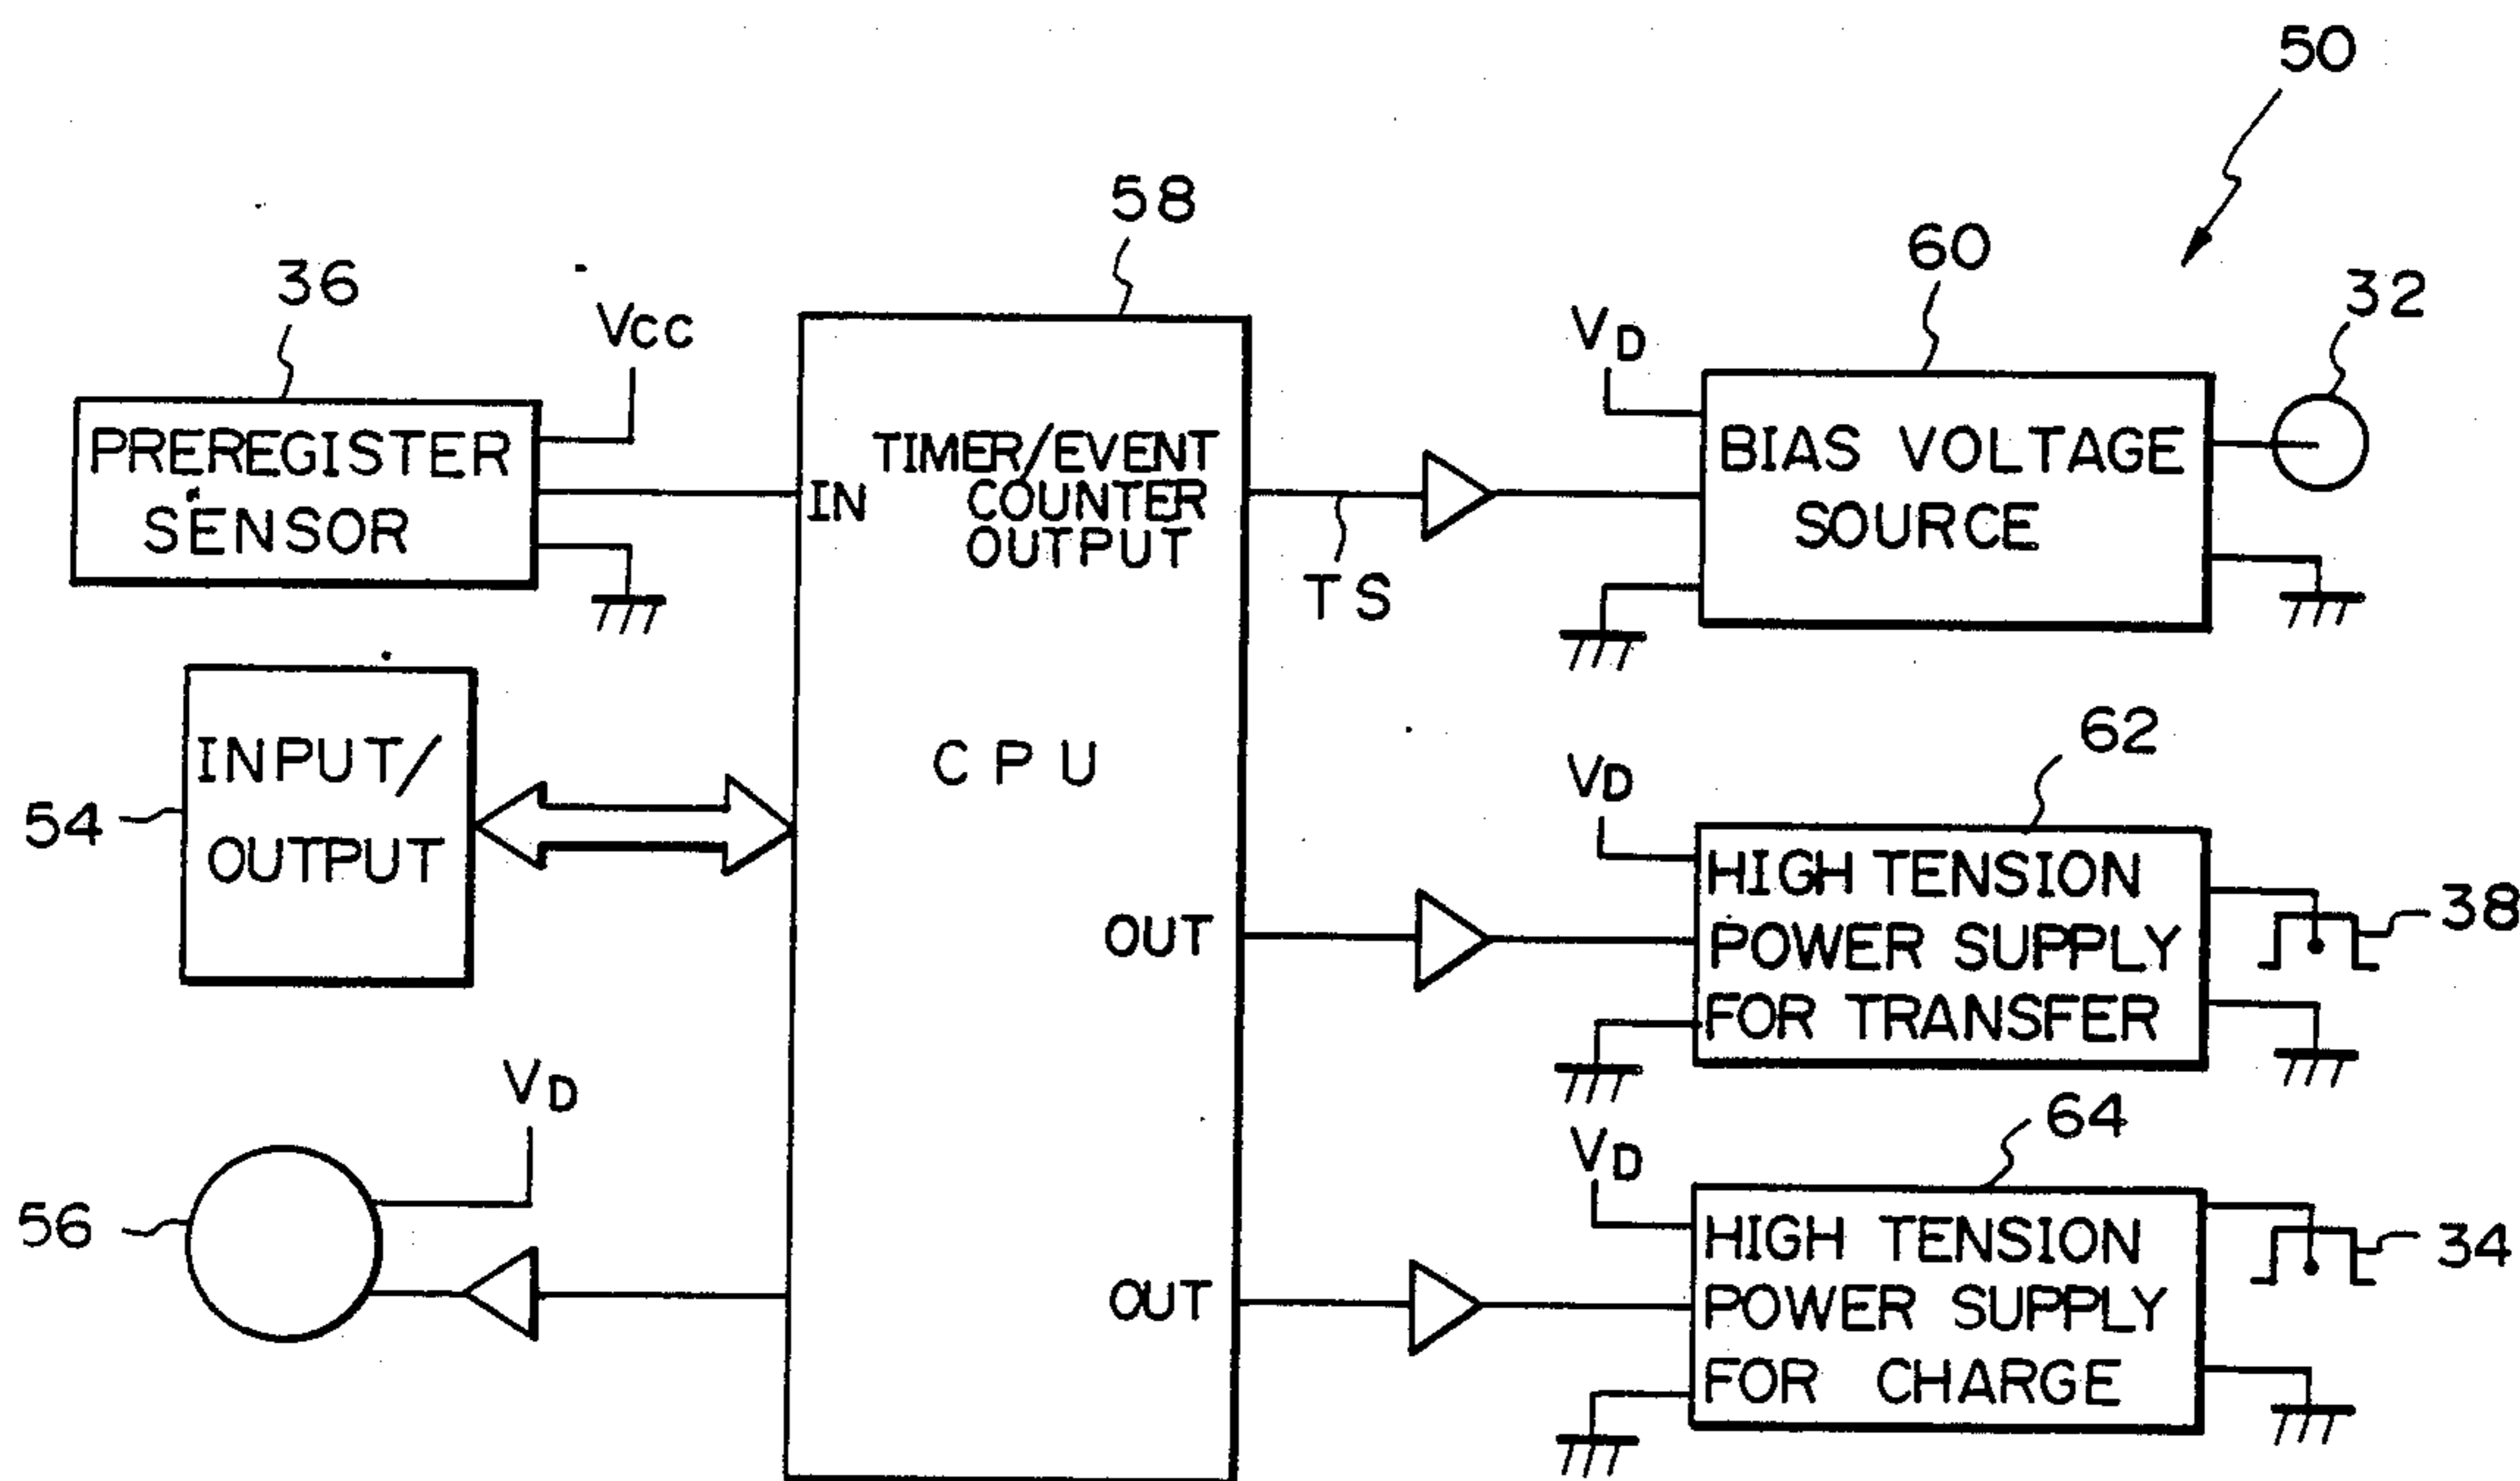 50
58
60
36
32
VCC
VD
PREREGISTER
SENSOR
IN
TIMER/EVENT
COUNTER
OUTPUT
TS
BIAS VOLTAGE
SOURCE
62
INPUT/
OUTPUT
54
CPU
VD
HIGH TENSION
POWER SUPPLY
FOR TRANSFER
38
OUT
VD
64
VD
56
HIGH TENSION
POWER SUPPLY
FOR CHARGE
34
OUT